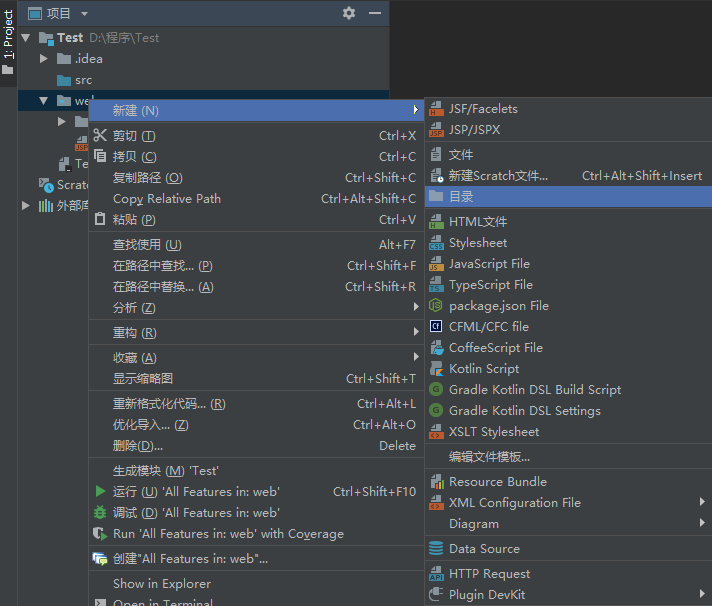 1: Project
项目
Test D:\程序\Test
.idea
src
新建 (N)
剪切 (T) Ctrl+X
拷贝 (C) Ctrl+C
复制路径 (O) Ctrl+Shift+C
Copy Relative Path Ctrl+Alt+Shift+C
粘贴 (P) Ctrl+V
查找使用 (U) Alt+F7
在路径中查找... (P) Ctrl+Shift+F
在路径中替换... (A) Ctrl+Shift+R
分析 (Z)
重构 (R)
收藏 (A)
显示缩略图 Ctrl+Shift+T
重新格式化代码... (R) Ctrl+Alt+L
优化导入... (Z) Ctrl+Alt+O
删除(D)... Delete
生成模块 (M) 'Test'
运行 (U) 'All Features in: web' Ctrl+Shift+F10
调试 (D) 'All Features in: web'
Run 'All Features in: web' with Coverage
创建"All Features in: web"...
Show in Explorer
Open in Terminal
JSF/Facelets
JSP/JSPX
文件
新建Scratch文件... Ctrl+Alt+Shift+Insert
目录
HTML文件
Stylesheet
JavaScript File
TypeScript File
package.json File
CFML/CFC file
CoffeeScript File
Kotlin Script
Gradle Kotlin DSL Build Script
Gradle Kotlin DSL Settings
XSLT Stylesheet
编辑文件模板...
Resource Bundle
XML Configuration File
Diagram
Data Source
HTTP Request
Plugin DevKit